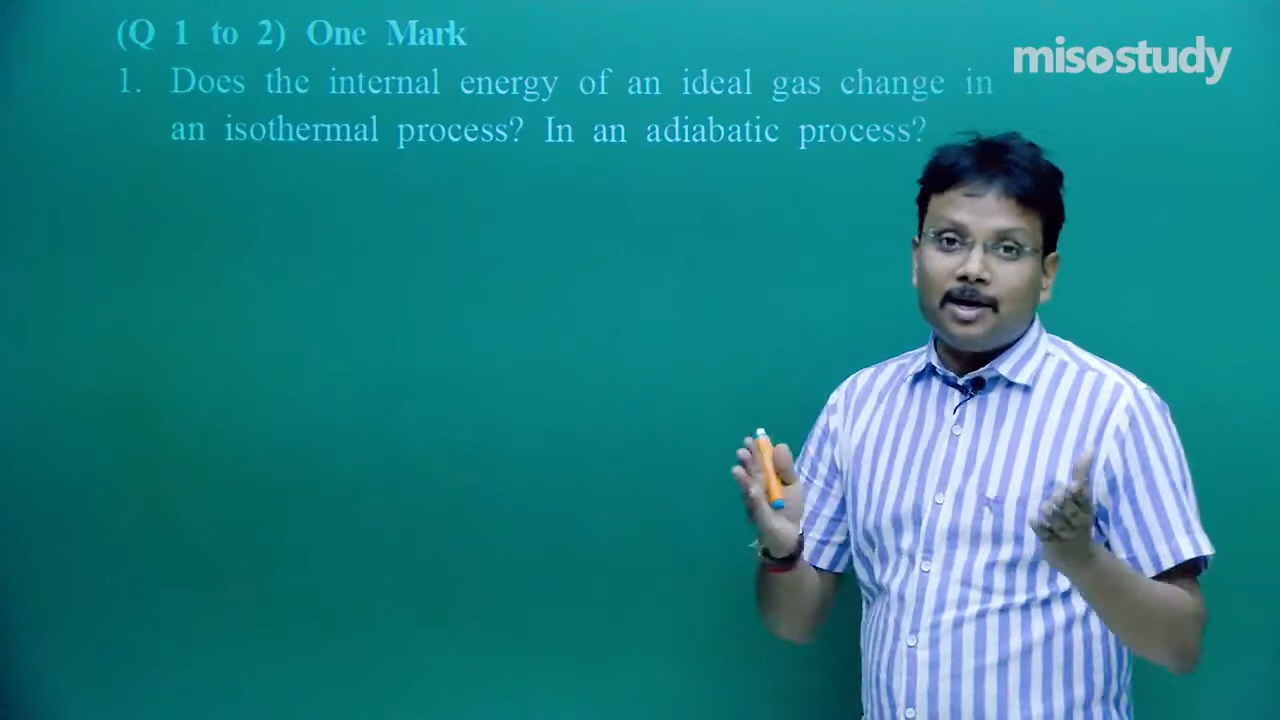 (Q 1 to 2) One Mark
misostudy
1. Does the internal energy of an ideal gas change in
an isothermal process? In an adiabatic process?